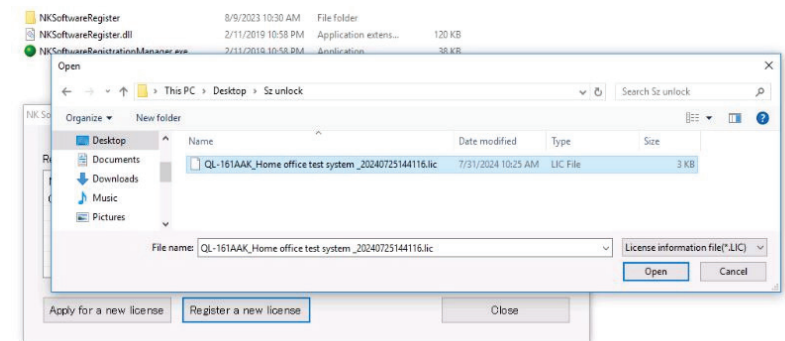 NKSoftwareRegister 8/9/2023 10:30 AM File folder
NKSoftwareRegister.dll 2/11/2019 10:58 PM Application extens... 120 KB
NKSoftwareRegistrationManager.exe 2/11/2019 10:58 PM Application 38 KB
Open
This PC > Desktop > Sz unlock
Search Sz unlock
NK So
Organize New folder
Name Date modified Type Size
Desktop
QL-161AAK_Home office test system _20240725144116.lic 7/31/2024 10:25 AM LIC File 3 KB
Documents
Downloads
Music
Pictures
File name: QL-161AAK_Home office test system _20240725144116.lic License information file(*.LIC)
Open Cancel
Apply for a new license Register a new license Close